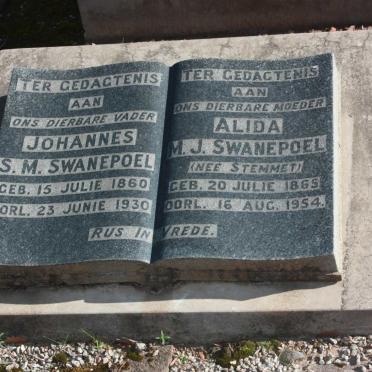 TER GEDAGTENIS
AAN
ONS DIERBARE VADER
JOHANNES
S. M. SWANEPOEL
GEB. 15 JULIE 1860
OORL. 23 JUNIE 1930
TER GEDAGTENIS
AAN
ONS DIERBARE MOEDER
ALIDA
M. J. SWANEPOEL
(NEE STEMMET)
GEB. 20 JULIE 1865
OORL. 16 AUG. 1954.
RUS IN VREDE.